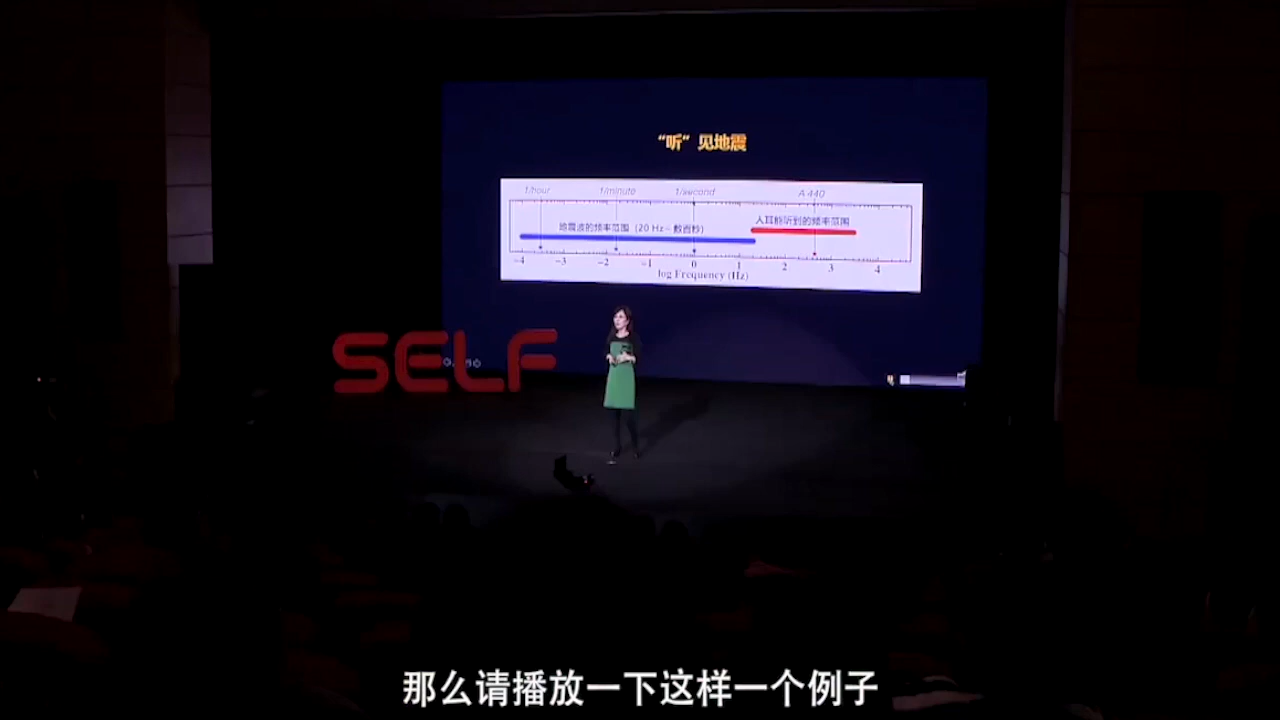 “听”见地震
1/hour 1/minute 1/second A 440
人耳能听到的频率范围
地震波的频率范围（20 Hz - 数百秒）
-4 -3 -2 -1 0 1 2 3 4
log Frequency (Hz)
SELF
那么请播放一下这样一个例子